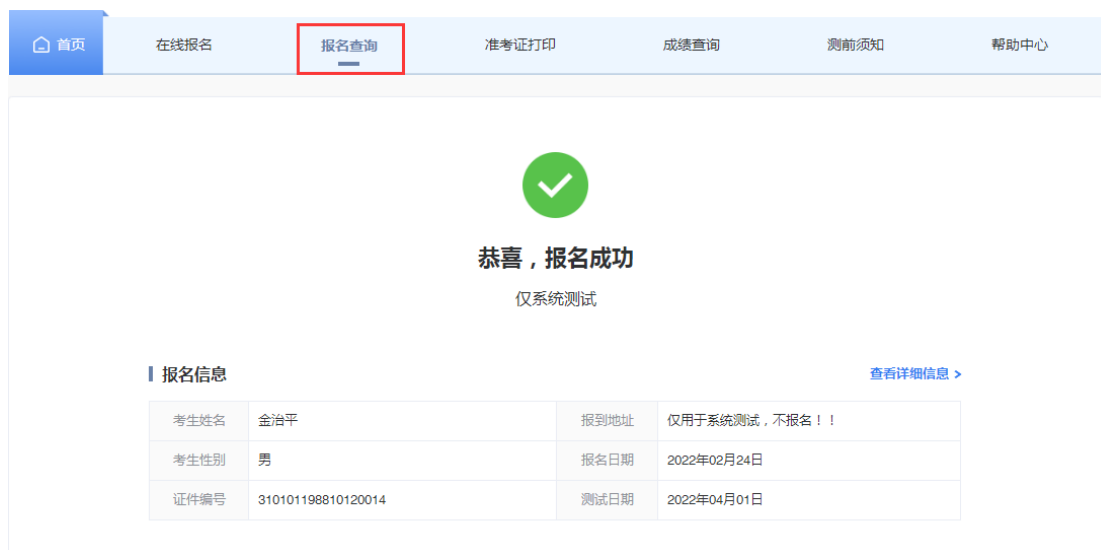 首页 在线报名 报名查询 准考证打印 成绩查询 测前须知 帮助中心
恭喜，报名成功
仅系统测试
报名信息 查看详细信息 >
考生姓名 金治平 报到地址 仅用于系统测试，不报名！！
考生性别 男 报名日期 2022年02月24日
证件编号 310101198810120014 测试日期 2022年04月01日